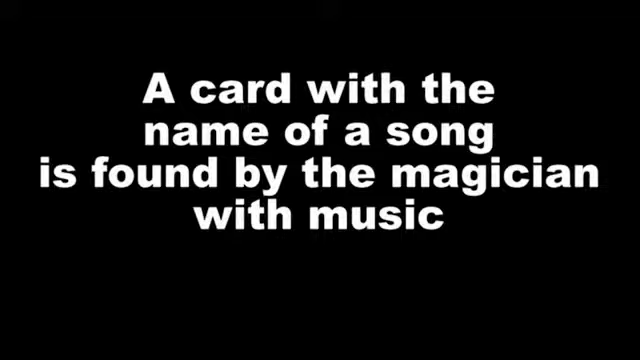 A card with the
name of a song
is found by the magician
with music